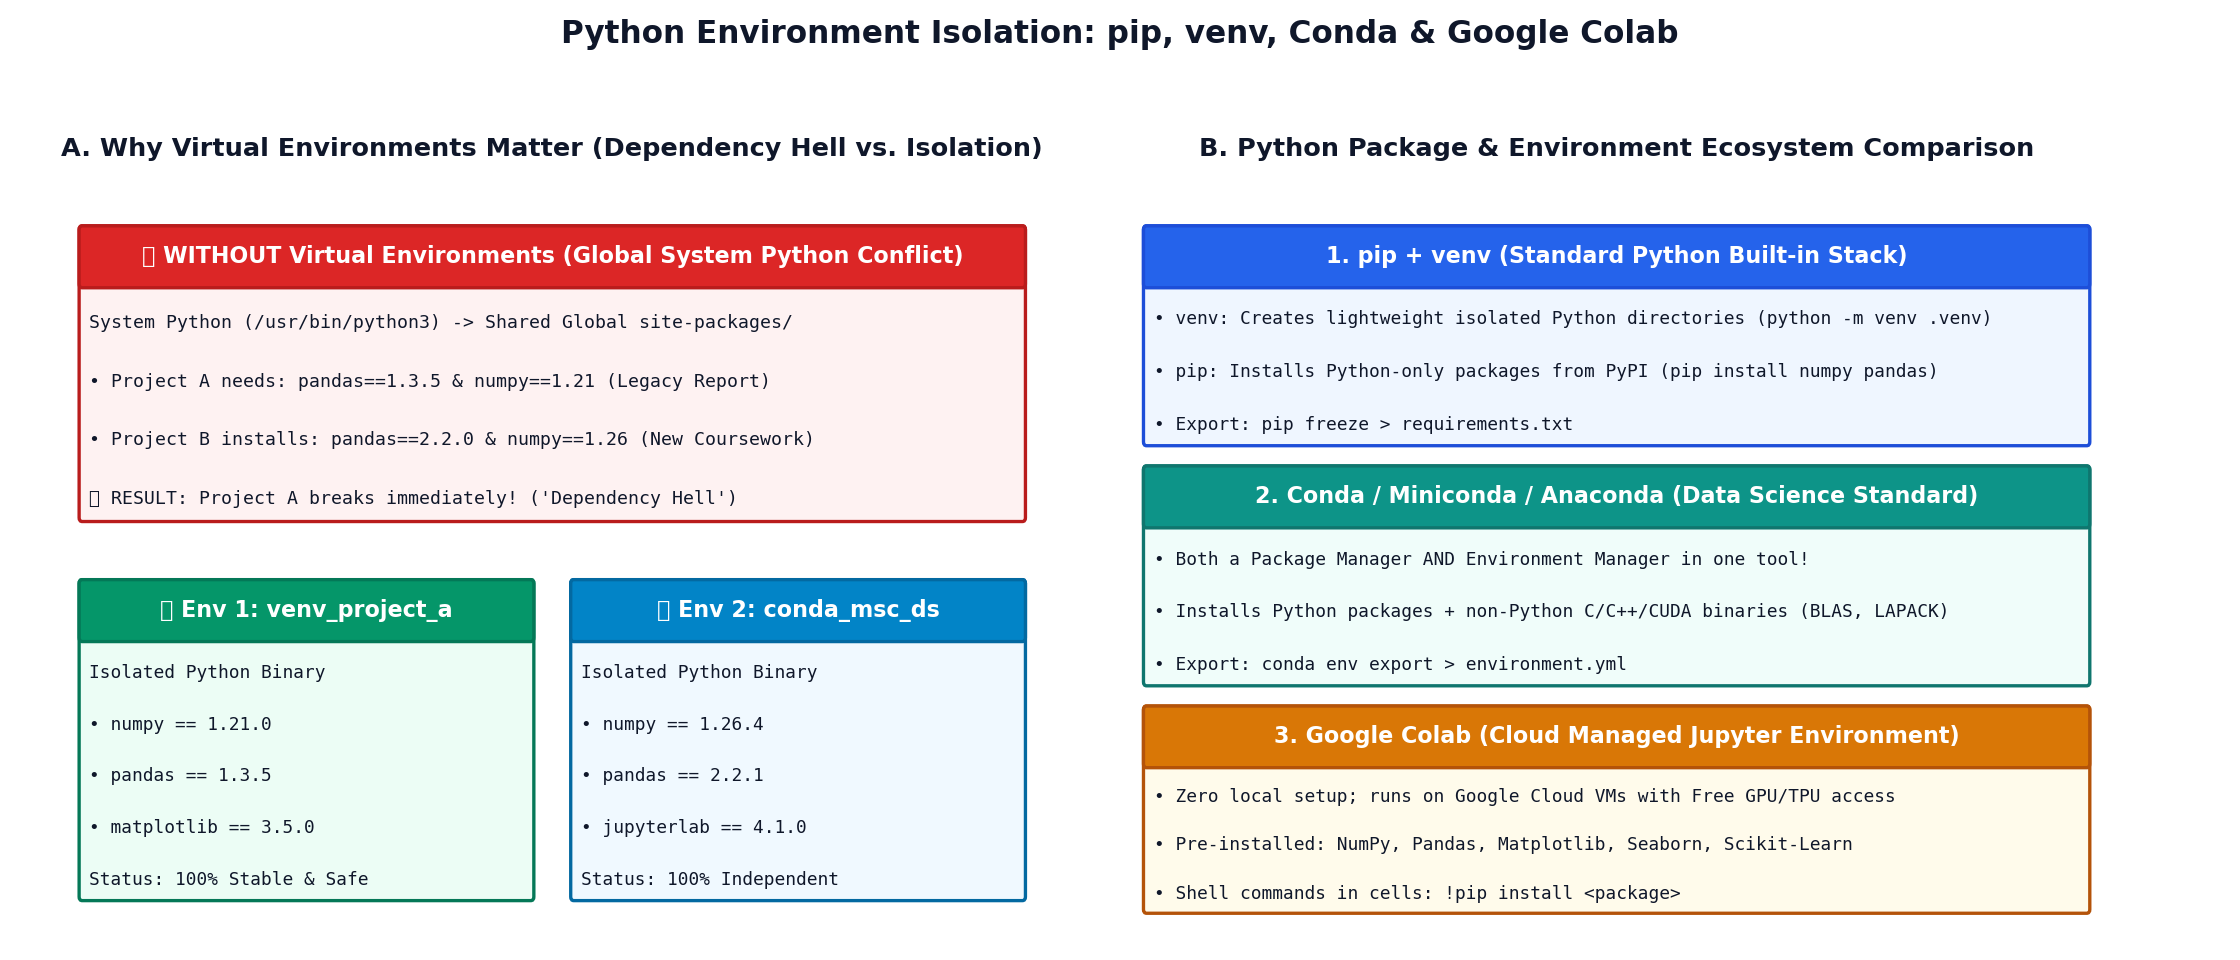 Python Environment Isolation: pip, venv, Conda & Google Colab
A. Why Virtual Environments Matter (Dependency Hell vs. Isolation)
WITHOUT Virtual Environments (Global System Python Conflict)
System Python (/usr/bin/python3) -> Shared Global site-packages/
• Project A needs: pandas==1.3.5 & numpy==1.21 (Legacy Report)
• Project B installs: pandas==2.2.0 & numpy==1.26 (New Coursework)
RESULT: Project A breaks immediately! ('Dependency Hell')
Env 1: venv_project_a
Isolated Python Binary
• numpy == 1.21.0
• pandas == 1.3.5
• matplotlib == 3.5.0
Status: 100% Stable & Safe
Env 2: conda_msc_ds
Isolated Python Binary
• numpy == 1.26.4
• pandas == 2.2.1
• jupyterlab == 4.1.0
Status: 100% Independent
B. Python Package & Environment Ecosystem Comparison
1. pip + venv (Standard Python Built-in Stack)
• venv: Creates lightweight isolated Python directories (python -m venv .venv)
• pip: Installs Python-only packages from PyPI (pip install numpy pandas)
• Export: pip freeze > requirements.txt
2. Conda / Miniconda / Anaconda (Data Science Standard)
• Both a Package Manager AND Environment Manager in one tool!
• Installs Python packages + non-Python C/C++/CUDA binaries (BLAS, LAPACK)
• Export: conda env export > environment.yml
3. Google Colab (Cloud Managed Jupyter Environment)
• Zero local setup; runs on Google Cloud VMs with Free GPU/TPU access
• Pre-installed: NumPy, Pandas, Matplotlib, Seaborn, Scikit-Learn
• Shell commands in cells: !pip install <package>